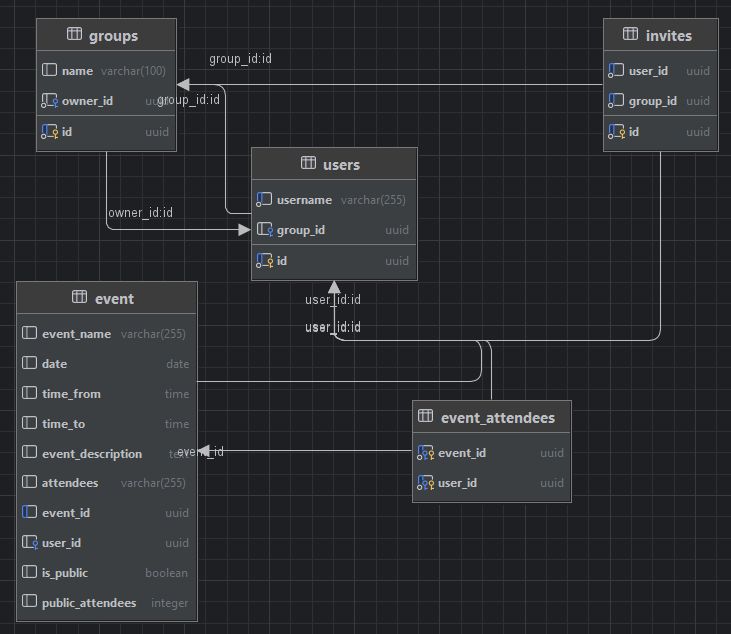 groups
name varchar(100)
owner_id uuid
id uuid
group_id:id
group_id:id
invites
user_id uuid
group_id uuid
id uuid
users
username varchar(255)
group_id uuid
id uuid
owner_id:id
user_id:id
user_id:id
event
event_name varchar(255)
date date
time_from time
time_to time
event_description text
attendees varchar(255)
event_id uuid
user_id uuid
is_public boolean
public_attendees integer
event_id
event_attendees
event_id uuid
user_id uuid